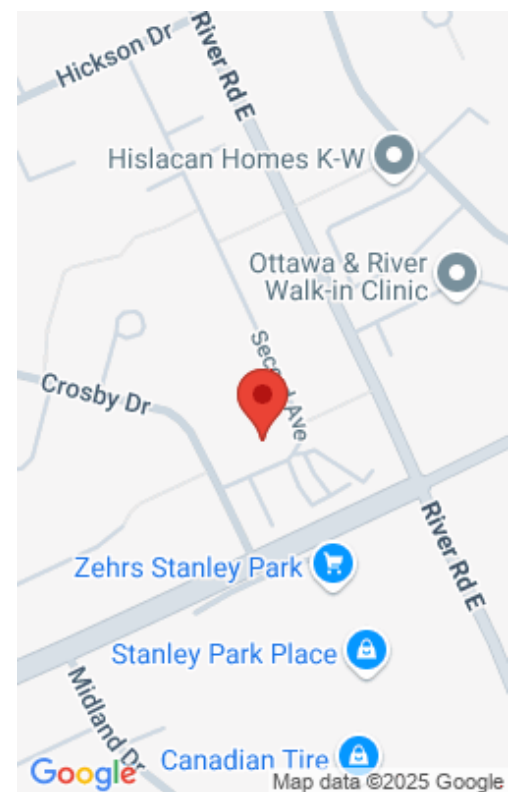 Hickson Dr
River Rd E
Hislacan Homes K-W
Ottawa & River
Walk-in Clinic
Second Ave
Crosby Dr
River Rd E
Zehrs Stanley Park
Stanley Park Place
Midland Dr
Canadian Tire
Google
Map data ©2025 Google